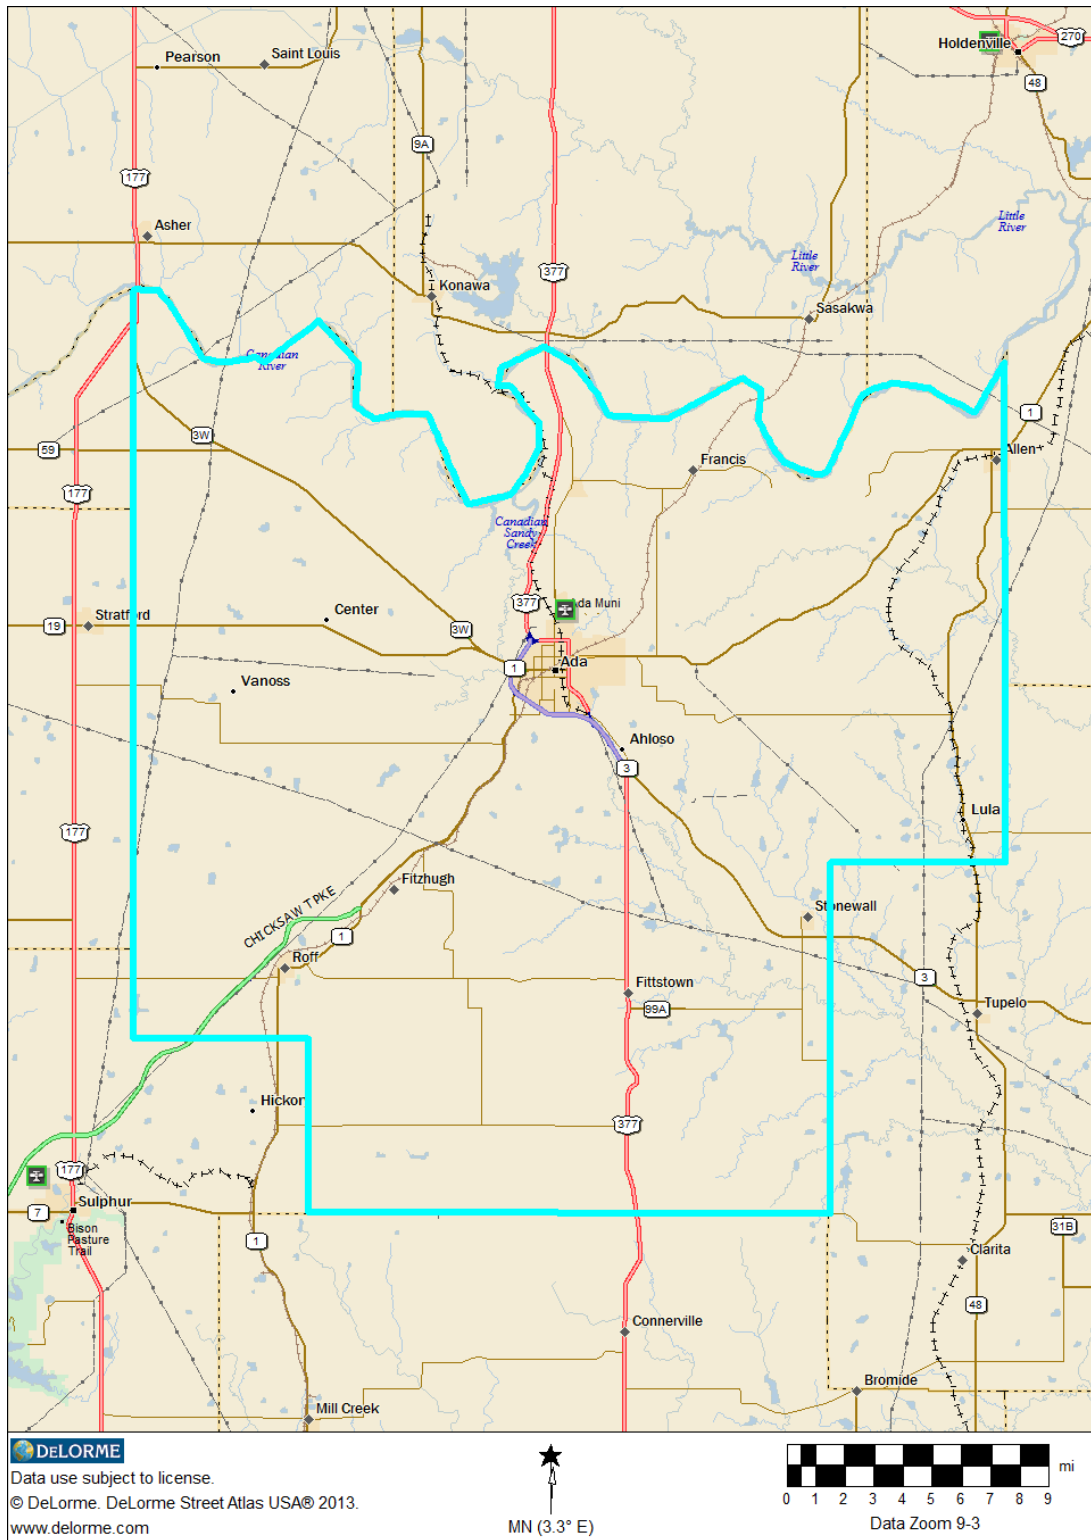 270
Holdenville
Pearson
Saint Louis
48
9A
177
Asher
Little
River
Little
River
377
Konawa
Sasakwa
Canadian
River
1
3W
59
Allen
Francis
177
Canadian
Sandy
Creek
377
Ada Muni
Center
Stratford
19
3W
1
Ada
Vanoss
Ahloso
3
177
Lula
Fitzhugh
Stonewall
CHICKSAW TPKE
1
Roff
3
Fittstown
99A
Tupelo
Hickor
377
177
Sulphur
7
Bison
Pasture
Trail
31B
1
Clarita
48
Connerville
Bromide
Mill Creek
DELORME
Data use subject to license.
© DeLorme. DeLorme Street Atlas USA® 2013.
www.delorme.com
MN (3.3° E)
mi
0 1 2 3 4 5 6 7 8 9
Data Zoom 9-3